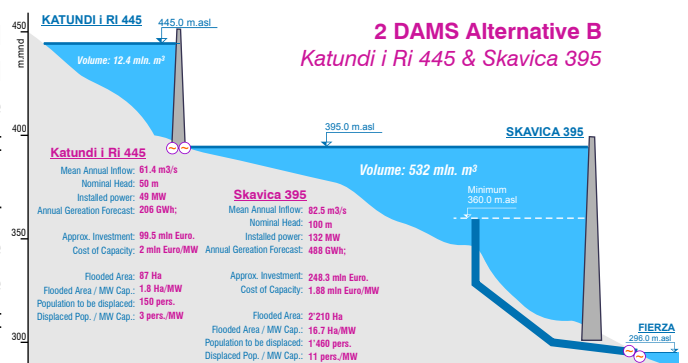 KATUNDI i RI 445
445.0 m.asl
2 DAMS Alternative B
Katundi i Ri 445 & Skavica 395
450
m.mnd
Volume: 12.4 mln. m³
400
395.0 m.asl
SKAVICA 395
Katundi i Ri 445
Mean Annual Inflow: 61.4 m3/s
Nominal Head: 50 m
Installed power: 49 MW
Annual Gereation Forecast: 206 GWh;
Approx. Investment: 99.5 mln Euro.
Cost of Capacity: 2 mln Euro/MW
Flooded Area: 87 Ha
Flooded Area / MW Cap.: 1.8 Ha/MW
Population to be displaced: 150 pers.
Displaced Pop. / MW Cap.: 3 pers./MW
Volume: 532 mln. m³
Skavica 395
Mean Annual Inflow: 82.5 m3/s
Nominal Head: 100 m
Installed power: 132 MW
Annual Gereation Forecast: 488 GWh;
Approx. Investment: 248.3 mln Euro.
Cost of Capacity: 1.88 mln Euro/MW
Flooded Area: 2'210 Ha
Flooded Area / MW Cap.: 16.7 Ha/MW
Population to be displaced: 1'460 pers.
Displaced Pop. / MW Cap.: 11 pers./MW
Minimum
360.0 m.asl
350
300
FIERZA
296.0 m.asl